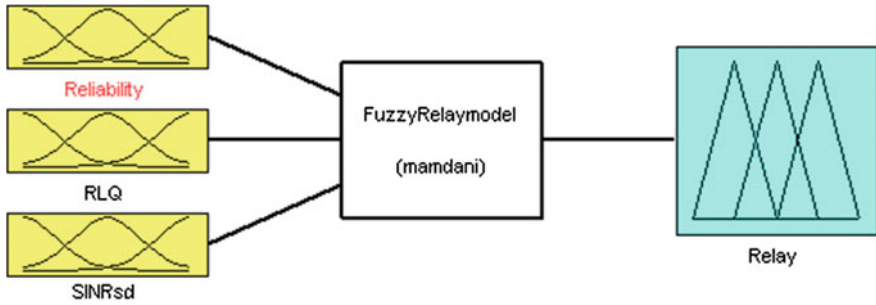 Reliability
RLQ
SINRsd
FuzzyRelaymodel
(mamdani)
Relay